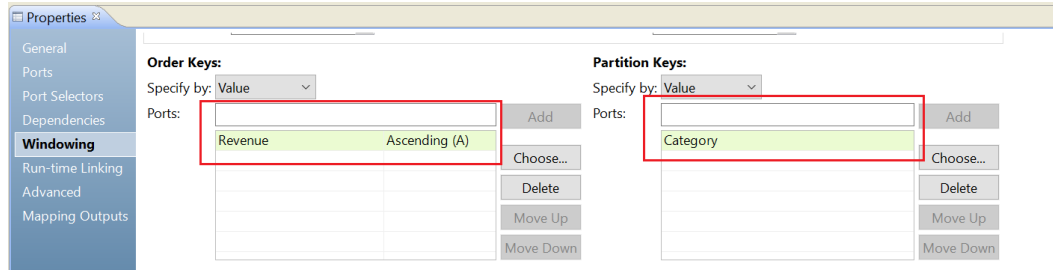 Properties
General
Ports
Port Selectors
Dependencies
Windowing
Run-time Linking
Advanced
Mapping Outputs
Order Keys:
Specify by: Value
Ports:
Add
Revenue Ascending (A)
Choose...
Delete
Move Up
Move Down
Partition Keys:
Specify by: Value
Ports:
Add
Category
Choose...
Delete
Move Up
Move Down